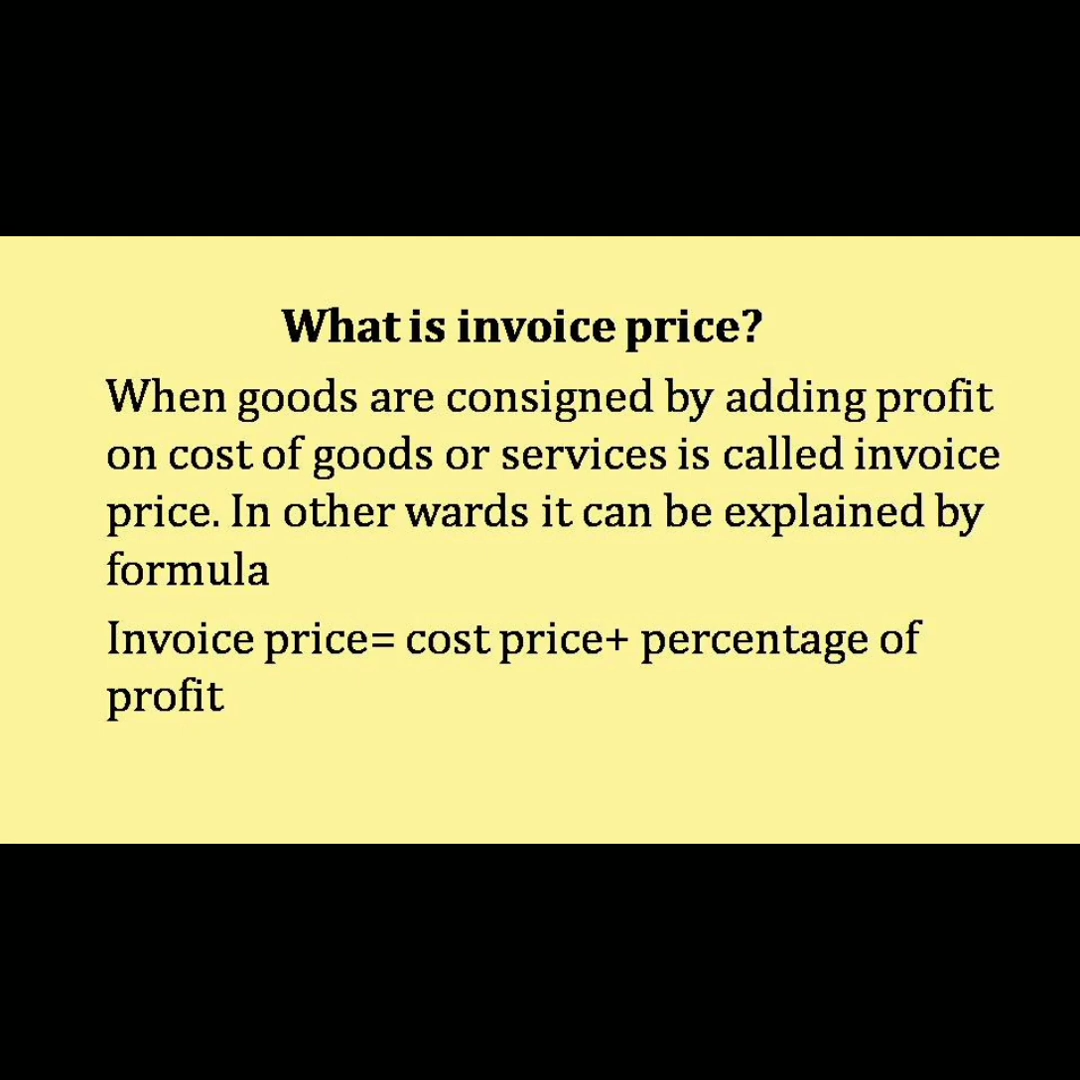 What is invoice price?
When goods are consigned by adding profit
on cost of goods or services is called invoice
price. In other wards it can be explained by
formula
Invoice price= cost price+ percentage of
profit